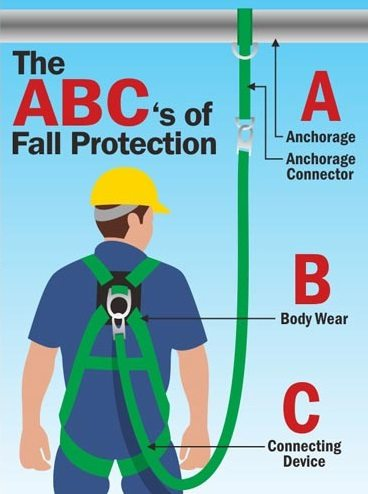 The
ABC's of
Fall Protection
A
Anchorage
Anchorage
Connector
B
Body Wear
C
Connecting
Device